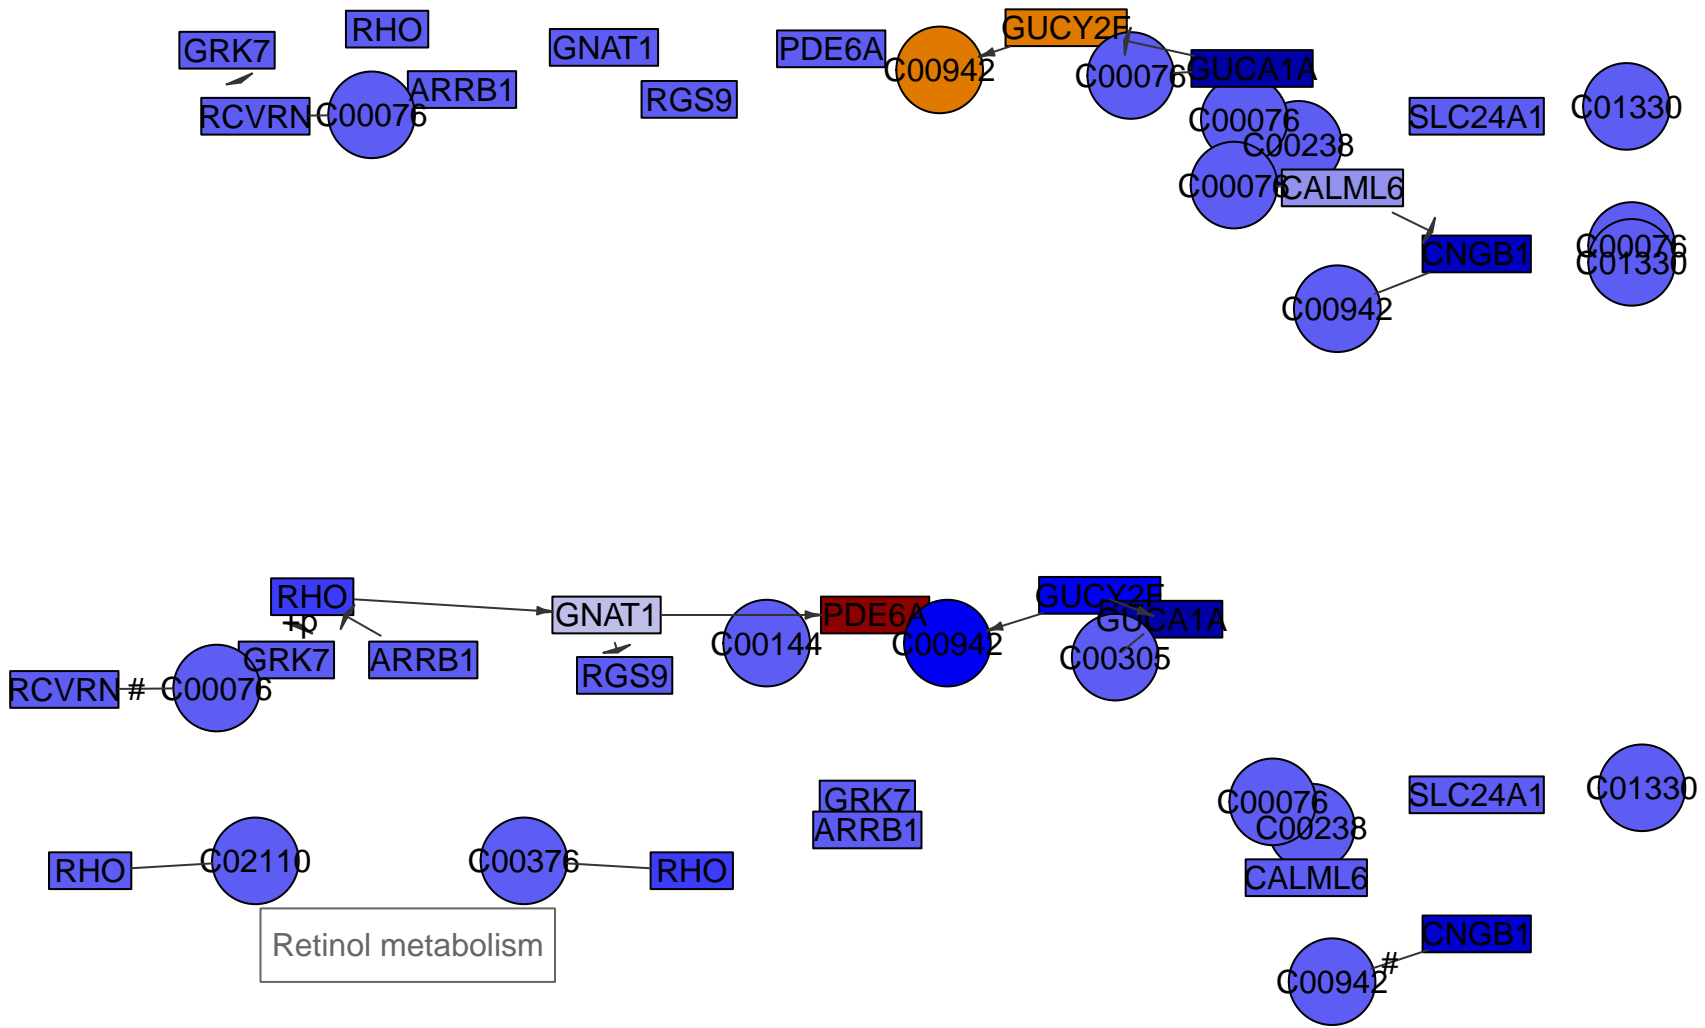 RHO
GRK7
GNAT1
PDE6A
GUCY2F
C00942
C00076
GUCA1A
ARRB1
RGS9
RCVRN
C00076
C00076
C00238
SLC24A1
C01330
C00076
CALML6
CNGB1
C00076
C01330
C00942
RHO
+p
GNAT1
PDE6A
GUCY2F
GUCA1A
C00144
C00942
C00305
GRK7
ARRB1
RGS9
RCVRN
#
C00076
GRK7
ARRB1
C00076
C00238
SLC24A1
C01330
RHO
C02110
C00376
RHO
CALML6
Retinol metabolism
CNGB1
#
C00942